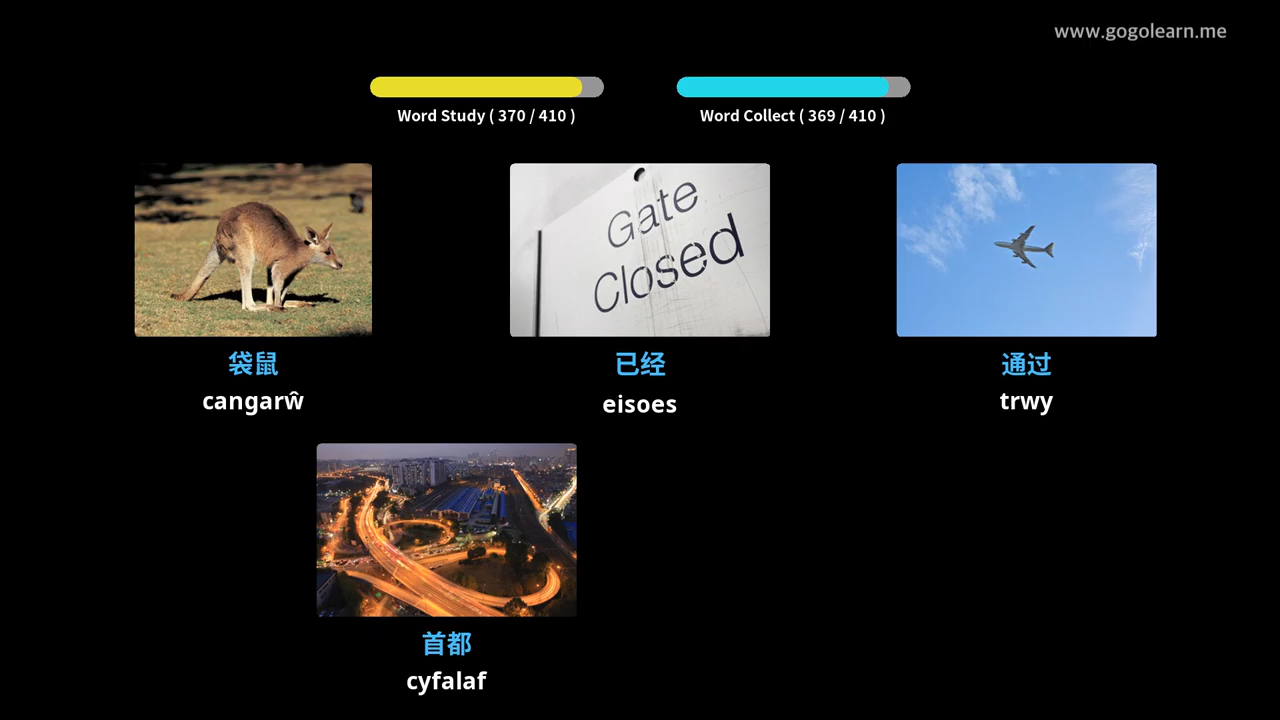 www.gogolearn.me
Word Study ( 370 / 410 )
Word Collect ( 369 / 410 )
Gate
Closed
袋鼠
cangarŵ
已经
eisoes
通过
trwy
首都
cyfalaf